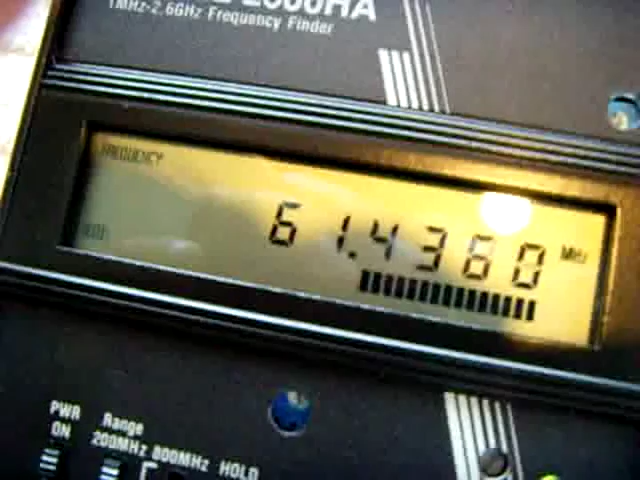 1MHz-2.6GHz Frequency Finder
FREQUENCY
61.4360 MHz
PWR
ON
Range
200MHz 800MHz HOLD